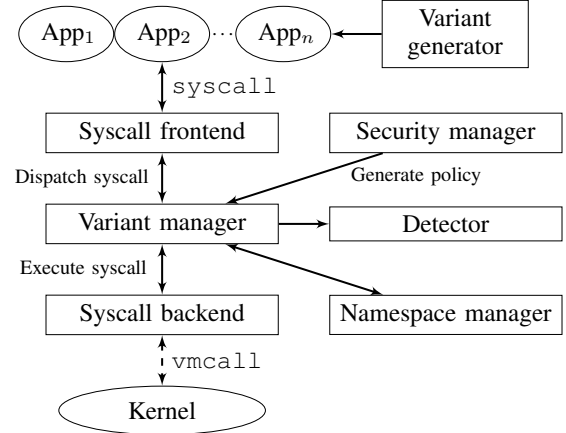 App1 App2 ... Appn
Variant
generator
syscall
Syscall frontend
Security manager
Dispatch syscall
Generate policy
Variant manager
Detector
Execute syscall
Syscall backend
Namespace manager
vmcall
Kernel